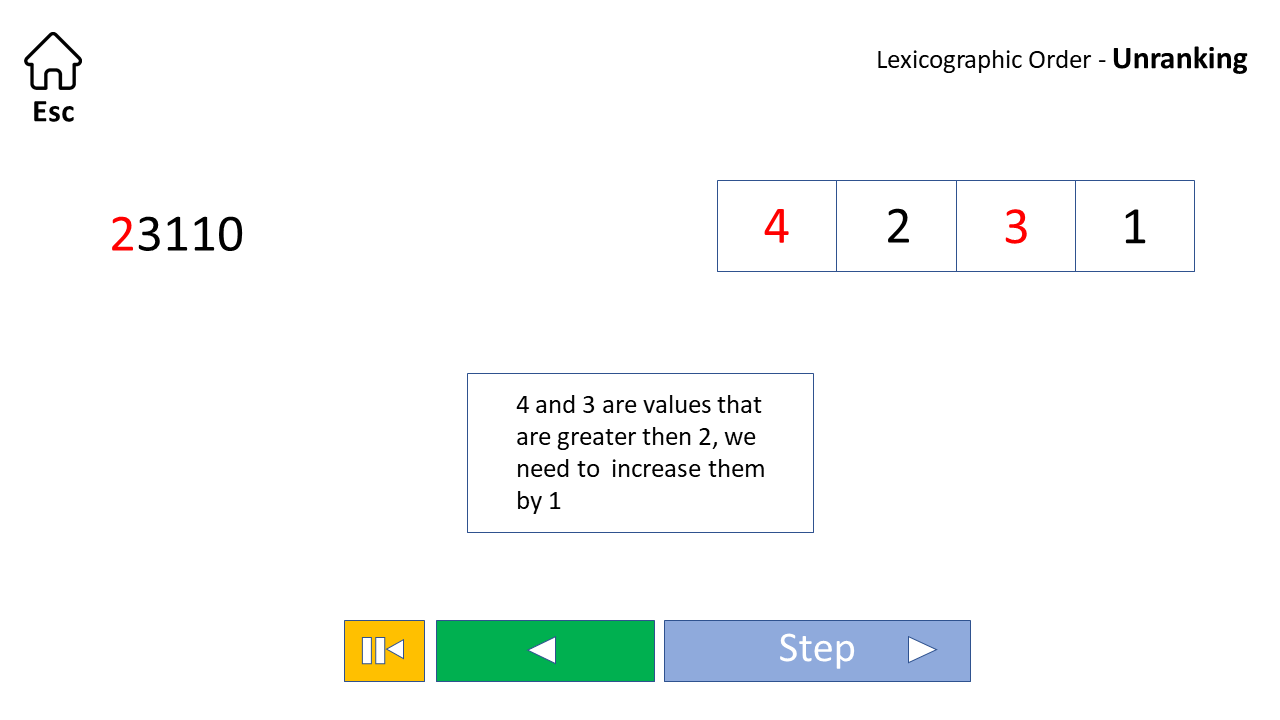 Lexicographic Order - Unranking
Esc
23110
4 2 3 1
4 and 3 are values that
are greater then 2, we
need to increase them
by 1
Step